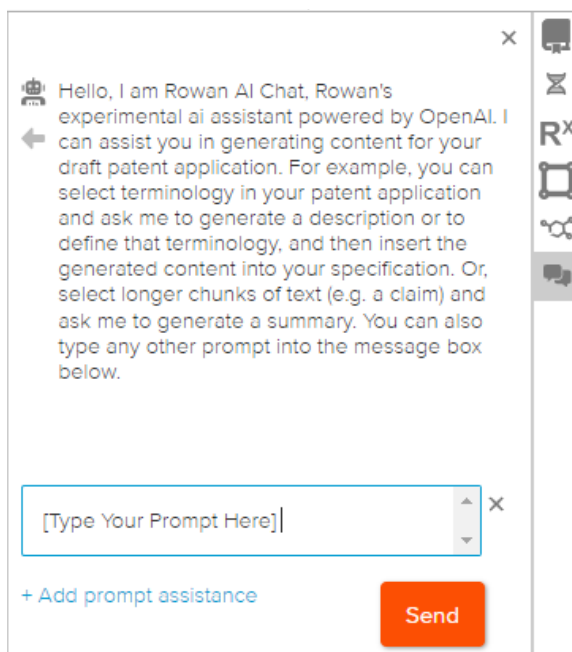 Hello, I am Rowan AI Chat, Rowan's
experimental ai assistant powered by OpenAI. I
can assist you in generating content for your
draft patent application. For example, you can
select terminology in your patent application
and ask me to generate a description or to
define that terminology, and then insert the
generated content into your specification. Or,
select longer chunks of text (e.g. a claim) and
ask me to generate a summary. You can also
type any other prompt into the message box
below.
[Type Your Prompt Here]
+ Add prompt assistance
Send
Rx